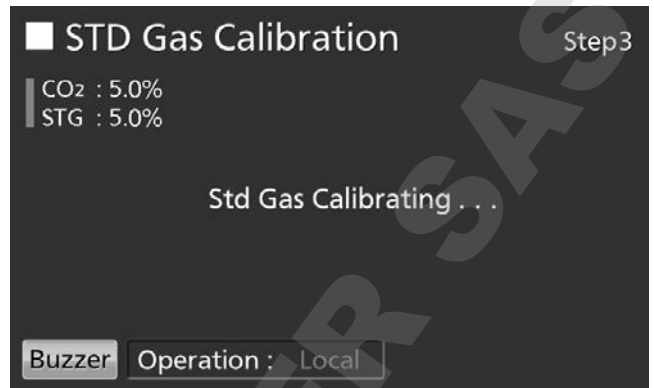 STD Gas Calibration
Step3
CO2 : 5.0%
STG : 5.0%
Std Gas Calibrating . . .
Buzzer
Operation : Local